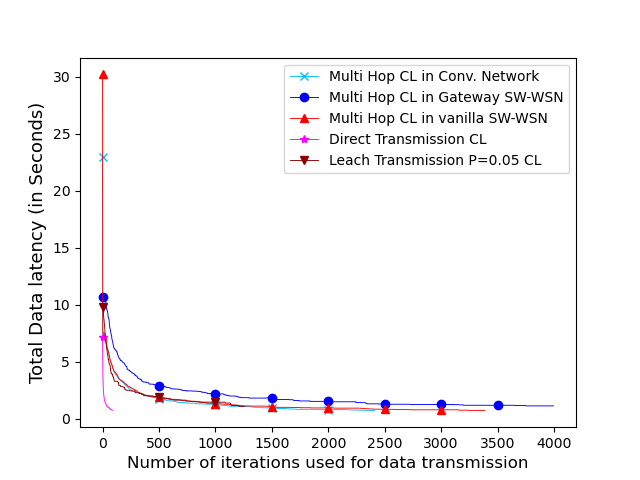 Multi Hop CL in Conv. Network
Multi Hop CL in Gateway SW-WSN
Multi Hop CL in vanilla SW-WSN
Direct Transmission CL
Leach Transmission P=0.05 CL
Total Data latency (in Seconds)
30
25
20
15
10
5
0
0 500 1000 1500 2000 2500 3000 3500 4000
Number of iterations used for data transmission